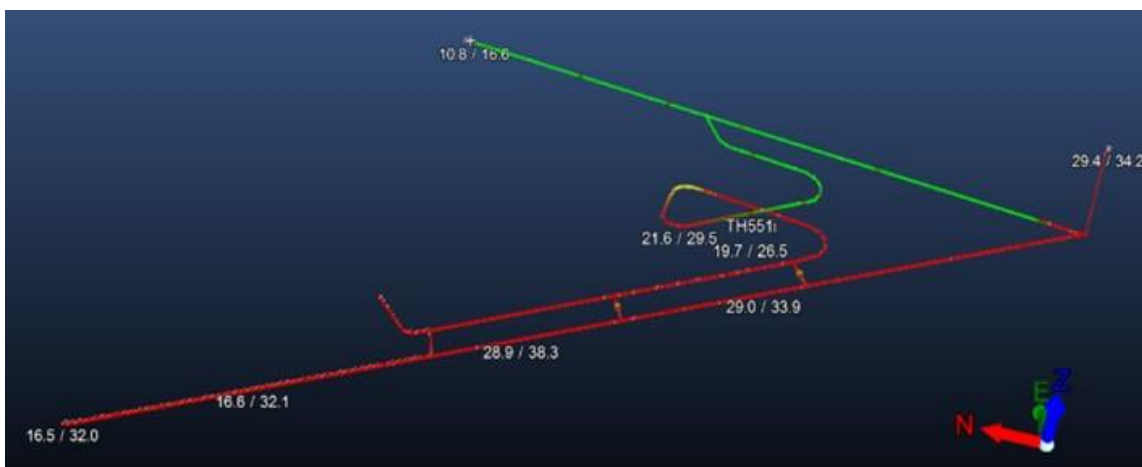 10.8 / 16.6
29.4 / 34.2
TH551i
21.6 / 29.5
19.7 / 26.5
29.0 / 33.9
28.9 / 38.3
16.6 / 32.1
16.5 / 32.0
E
Z
N